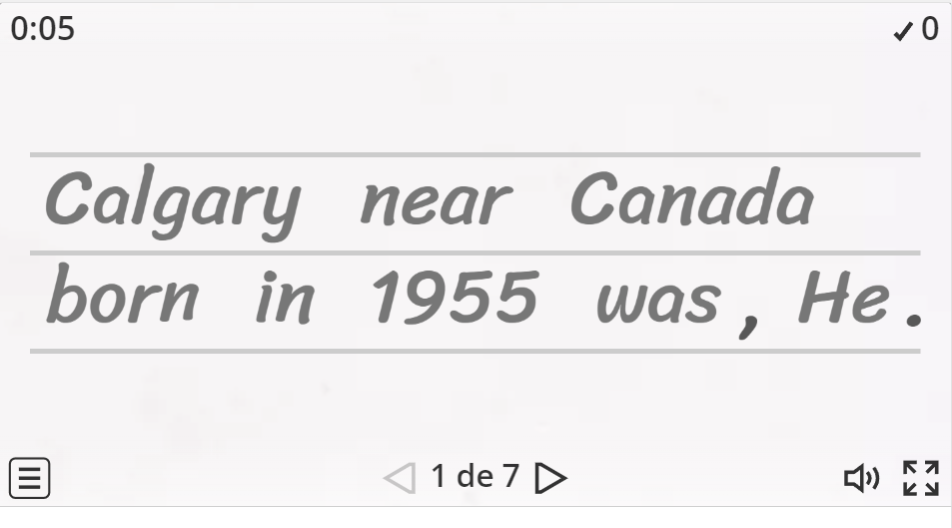 0:05 ✓0
Calgary near Canada
born in 1955 was , He .
1 de 7